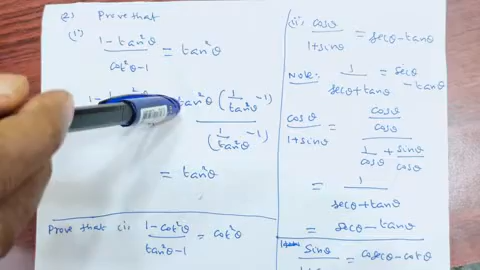 (2) Prove that
(1) (1 - tan²θ)/(cot²θ - 1) = tan²θ
tan²θ (1/tan²θ - 1)/(1/tan²θ - 1)
= tan²θ
Prove that (i) (1 - cot²θ)/(tan²θ - 1) = cot²θ
(ii) cosθ/(1+sinθ) = secθ - tanθ
Note: 1/(secθ+tanθ) = secθ - tanθ
cosθ/(1+sinθ) = (cosθ/cosθ)/(1/cosθ + sinθ/cosθ)
= 1/(secθ+tanθ)
= secθ - tanθ
sinθ = cosecθ - cotθ